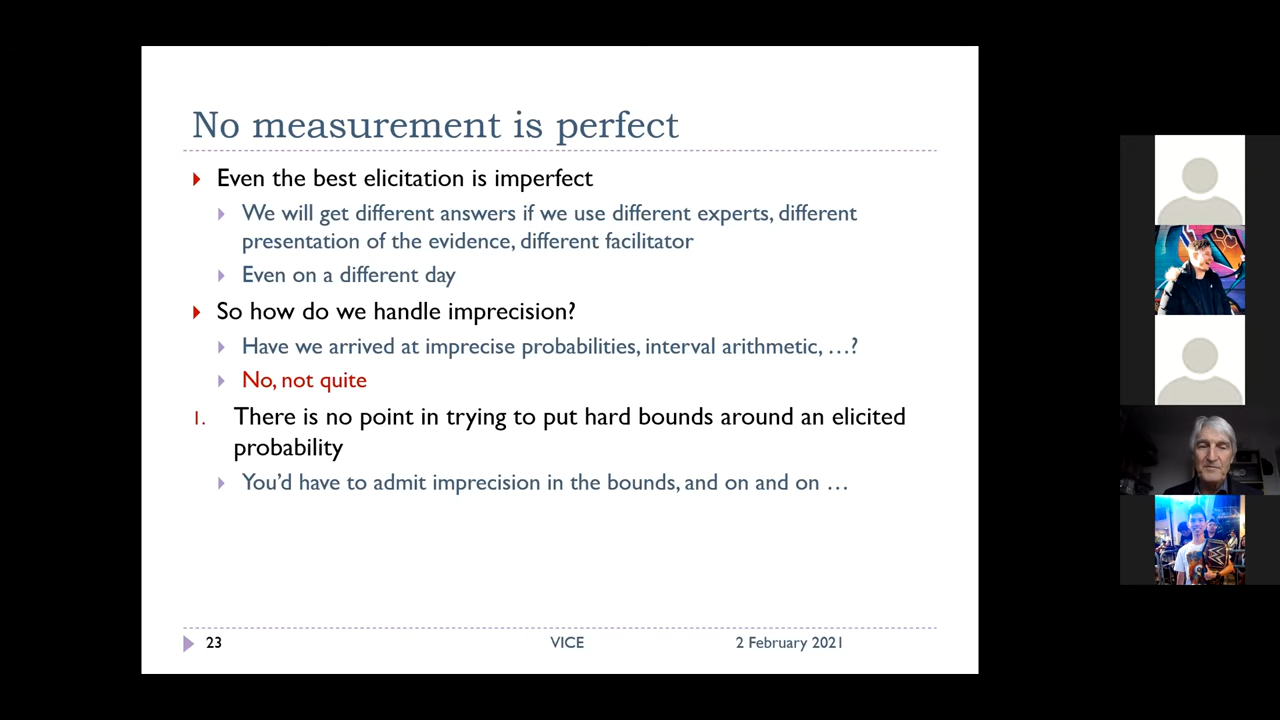 No measurement is perfect
Even the best elicitation is imperfect
We will get different answers if we use different experts, different
presentation of the evidence, different facilitator
Even on a different day
So how do we handle imprecision?
Have we arrived at imprecise probabilities, interval arithmetic, …?
No, not quite
1. There is no point in trying to put hard bounds around an elicited
probability
You'd have to admit imprecision in the bounds, and on and on …
23 VICE 2 February 2021